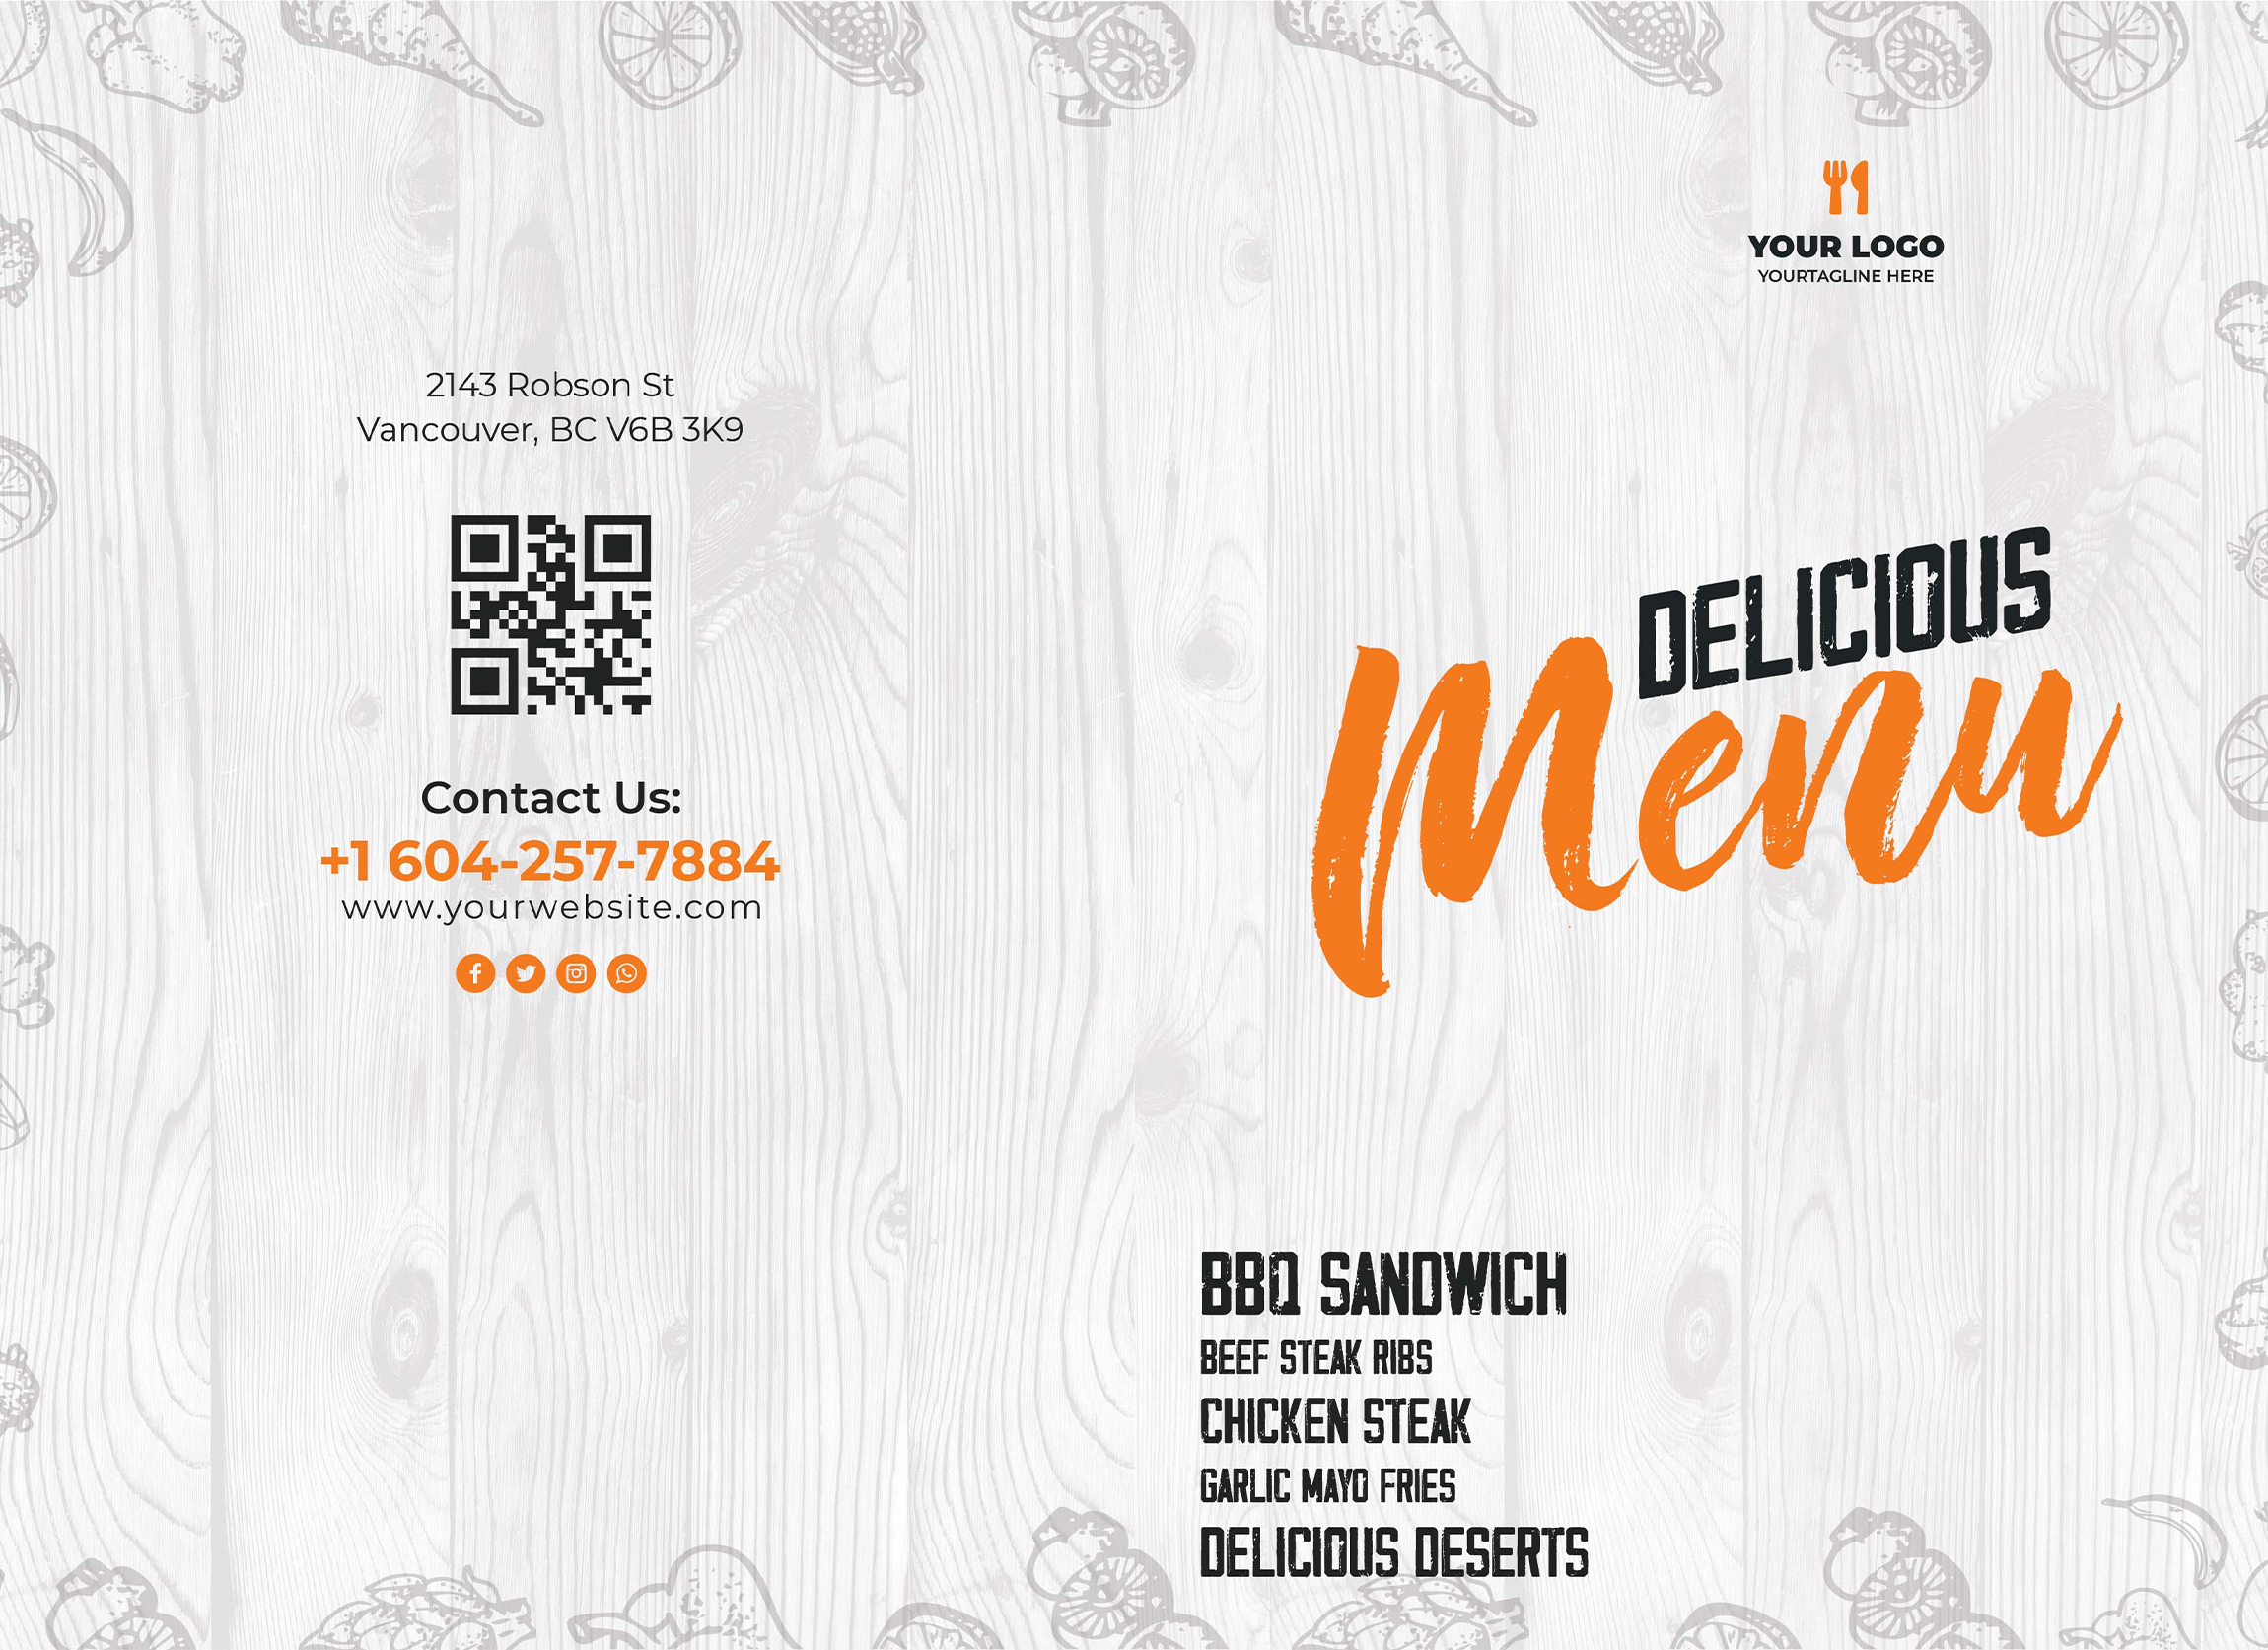 2143 Robson St
Vancouver, BC V6B 3K9
Contact Us:
+1 604-257-7884
www.yourwebsite.com
YOUR LOGO
YOURTAGLINE HERE
DELICIOUS
Menu
BBQ SANDWICH
BEEF STEAK RIBS
CHICKEN STEAK
GARLIC MAYO FRIES
DELICIOUS DESERTS